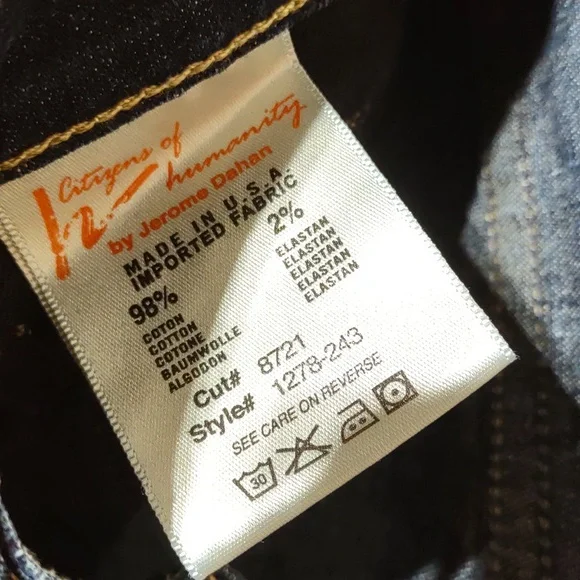 Citizens of
humanity
by Jerome Dahan
MADE IN U.S.A.
IMPORTED FABRIC
98% 2%
COTON ELASTAN
COTTON ELASTAN
COTONE ELASTAN
BAUMWOLLE ELASTAN
ALGODON ELASTAN
Cut# 8721
Style# 1278-243
SEE CARE ON REVERSE
30